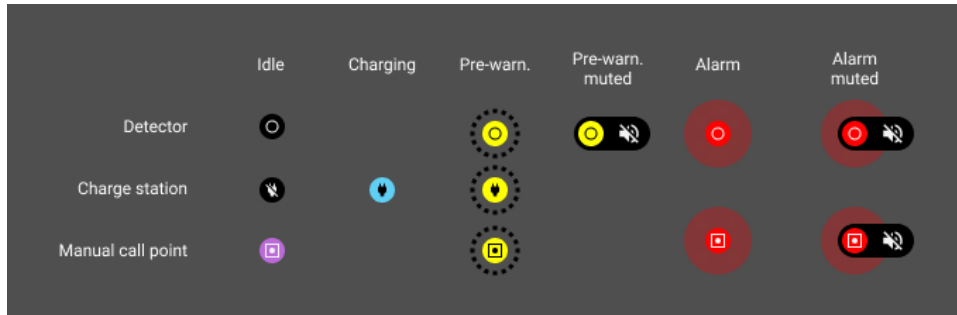 Idle
Charging
Pre-warn.
Pre-warn.
muted
Alarm
Alarm
muted
Detector
Charge station
Manual call point